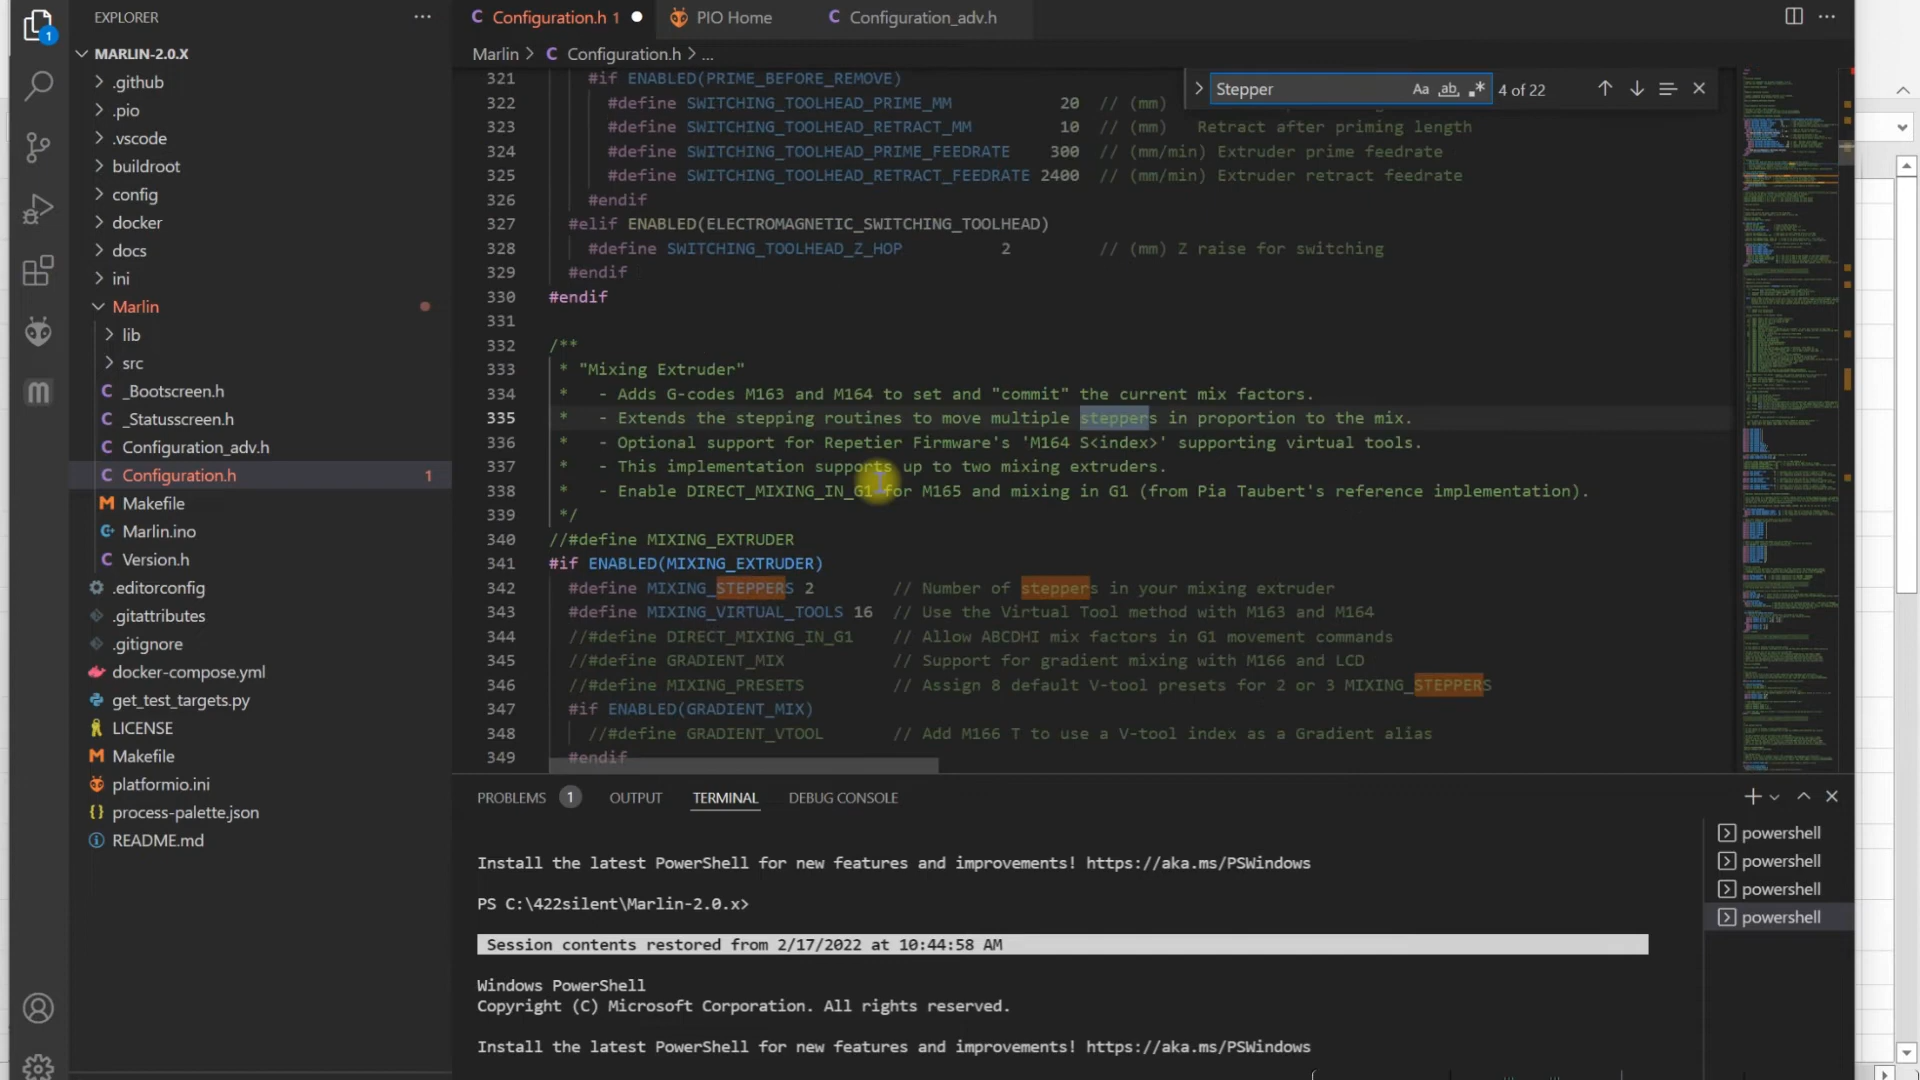 EXPLORER
MARLIN-2.0.X
.github
.pio
.vscode
buildroot
config
docker
docs
ini
Marlin
lib
src
C _Bootscreen.h
C _Statusscreen.h
C Configuration_adv.h
C Configuration.h 1
M Makefile
Marlin.ino
C Version.h
.editorconfig
.gitattributes
.gitignore
docker-compose.yml
get_test_targets.py
LICENSE
M Makefile
platformio.ini
{} process-palette.json
README.md
1
C Configuration.h 1
PIO Home
C Configuration_adv.h
Marlin > C Configuration.h > ...
Stepper Aa ab 4 of 22
321 #if ENABLED(PRIME_BEFORE_REMOVE)
322 #define SWITCHING_TOOLHEAD_PRIME_MM 20 // (mm)
323 #define SWITCHING_TOOLHEAD_RETRACT_MM 10 // (mm) Retract after priming length
324 #define SWITCHING_TOOLHEAD_PRIME_FEEDRATE 300 // (mm/min) Extruder prime feedrate
325 #define SWITCHING_TOOLHEAD_RETRACT_FEEDRATE 2400 // (mm/min) Extruder retract feedrate
326 #endif
327 #elif ENABLED(ELECTROMAGNETIC_SWITCHING_TOOLHEAD)
328 #define SWITCHING_TOOLHEAD_Z_HOP 2 // (mm) Z raise for switching
329 #endif
330 #endif
331
332 /**
333 * "Mixing Extruder"
334 * - Adds G-codes M163 and M164 to set and "commit" the current mix factors.
335 * - Extends the stepping routines to move multiple steppers in proportion to the mix.
336 * - Optional support for Repetier Firmware's 'M164 S<index>' supporting virtual tools.
337 * - This implementation supports up to two mixing extruders.
338 * - Enable DIRECT_MIXING_IN_G1 for M165 and mixing in G1 (from Pia Taubert's reference implementation).
339 */
340 //#define MIXING_EXTRUDER
341 #if ENABLED(MIXING_EXTRUDER)
342 #define MIXING_STEPPERS 2 // Number of steppers in your mixing extruder
343 #define MIXING_VIRTUAL_TOOLS 16 // Use the Virtual Tool method with M163 and M164
344 //#define DIRECT_MIXING_IN_G1 // Allow ABCDHI mix factors in G1 movement commands
345 //#define GRADIENT_MIX // Support for gradient mixing with M166 and LCD
346 //#define MIXING_PRESETS // Assign 8 default V-tool presets for 2 or 3 MIXING_STEPPERS
347 #if ENABLED(GRADIENT_MIX)
348 //#define GRADIENT_VTOOL // Add M166 T to use a V-tool index as a Gradient alias
349 #endif
PROBLEMS 1 OUTPUT TERMINAL DEBUG CONSOLE
Install the latest PowerShell for new features and improvements! https://aka.ms/PSWindows
PS C:\422silent\Marlin-2.0.x>
Session contents restored from 2/17/2022 at 10:44:58 AM
Windows PowerShell
Copyright (C) Microsoft Corporation. All rights reserved.
Install the latest PowerShell for new features and improvements! https://aka.ms/PSWindows
powershell
powershell
powershell
powershell